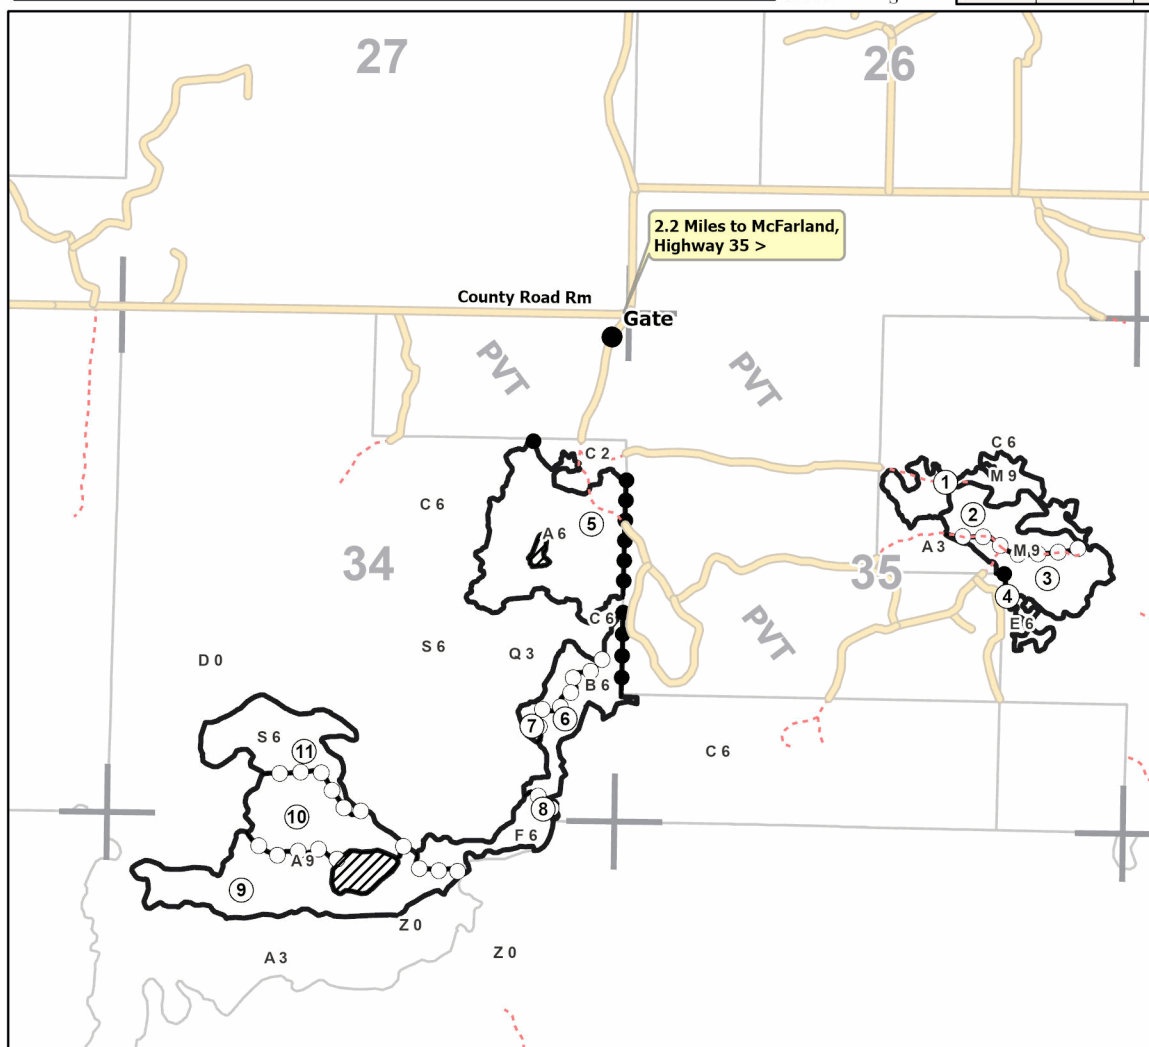 27
26
2.2 Miles to McFarland,
Highway 35 >
County Road Rm
Gate
PVT
PVT
C 6
C 2
M 9
1
C 6
2
5
A 6
A 3
M 9
34
35
3
4
C 6
E 6
PVT
S 6
Q 3
D 0
B 6
6
7
S 6
11
C 6
8
10
F 6
A 9
9
Z 0
Z 0
A 3